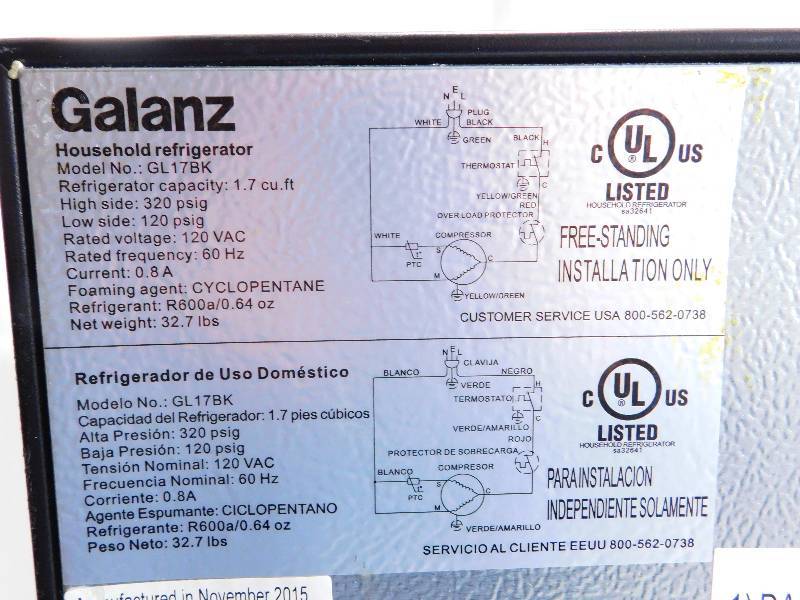 Galanz
Household refrigerator
Model No.: GL17BK
Refrigerator capacity: 1.7 cu.ft
High side: 320 psig
Low side: 120 psig
Rated voltage: 120 VAC
Rated frequency: 60 Hz
Current: 0.8 A
Foaming agent: CYCLOPENTANE
Refrigerant: R600a/0.64 oz
Net weight: 32.7 lbs
N E L
PLUG
WHITE BLACK
GREEN
BLACK H
THERMOSTAT
C
YELLOW/GREEN
RED
OVER LOAD PROTECTOR
WHITE COMPRESSOR
PTC S C
M
YELLOW/GREEN
C UL US
®
LISTED
HOUSEHOLD REFRIGERATOR
sa32641
FREE-STANDING
INSTALLATION ONLY
CUSTOMER SERVICE USA 800-562-0738
Refrigerador de Uso Doméstico
Modelo No.: GL17BK
Capacidad del Refrigerador: 1.7 pies cúbicos
Alta Presión: 320 psig
Baja Presión: 120 psig
Tensión Nominal: 120 VAC
Frecuencia Nominal: 60 Hz
Corriente: 0.8A
Agente Espumante: CICLOPENTANO
Refrigerante: R600a/0.64 oz
Peso Neto: 32.7 lbs
N E L
CLAVIJA
BLANCO NEGRO
VERDE
H
TERMOSTATO
C
VERDE/AMARILLO
ROJO
PROTECTOR DE SOBRECARGA
BLANCO COMPRESOR
PTC S C
M
VERDE/AMARILLO
C UL US
®
LISTED
HOUSEHOLD REFRIGERATOR
sa32641
PARA INSTALACION
INDEPENDIENTE SOLAMENTE
SERVICIO AL CLIENTE EEUU 800-562-0738
in November 2015